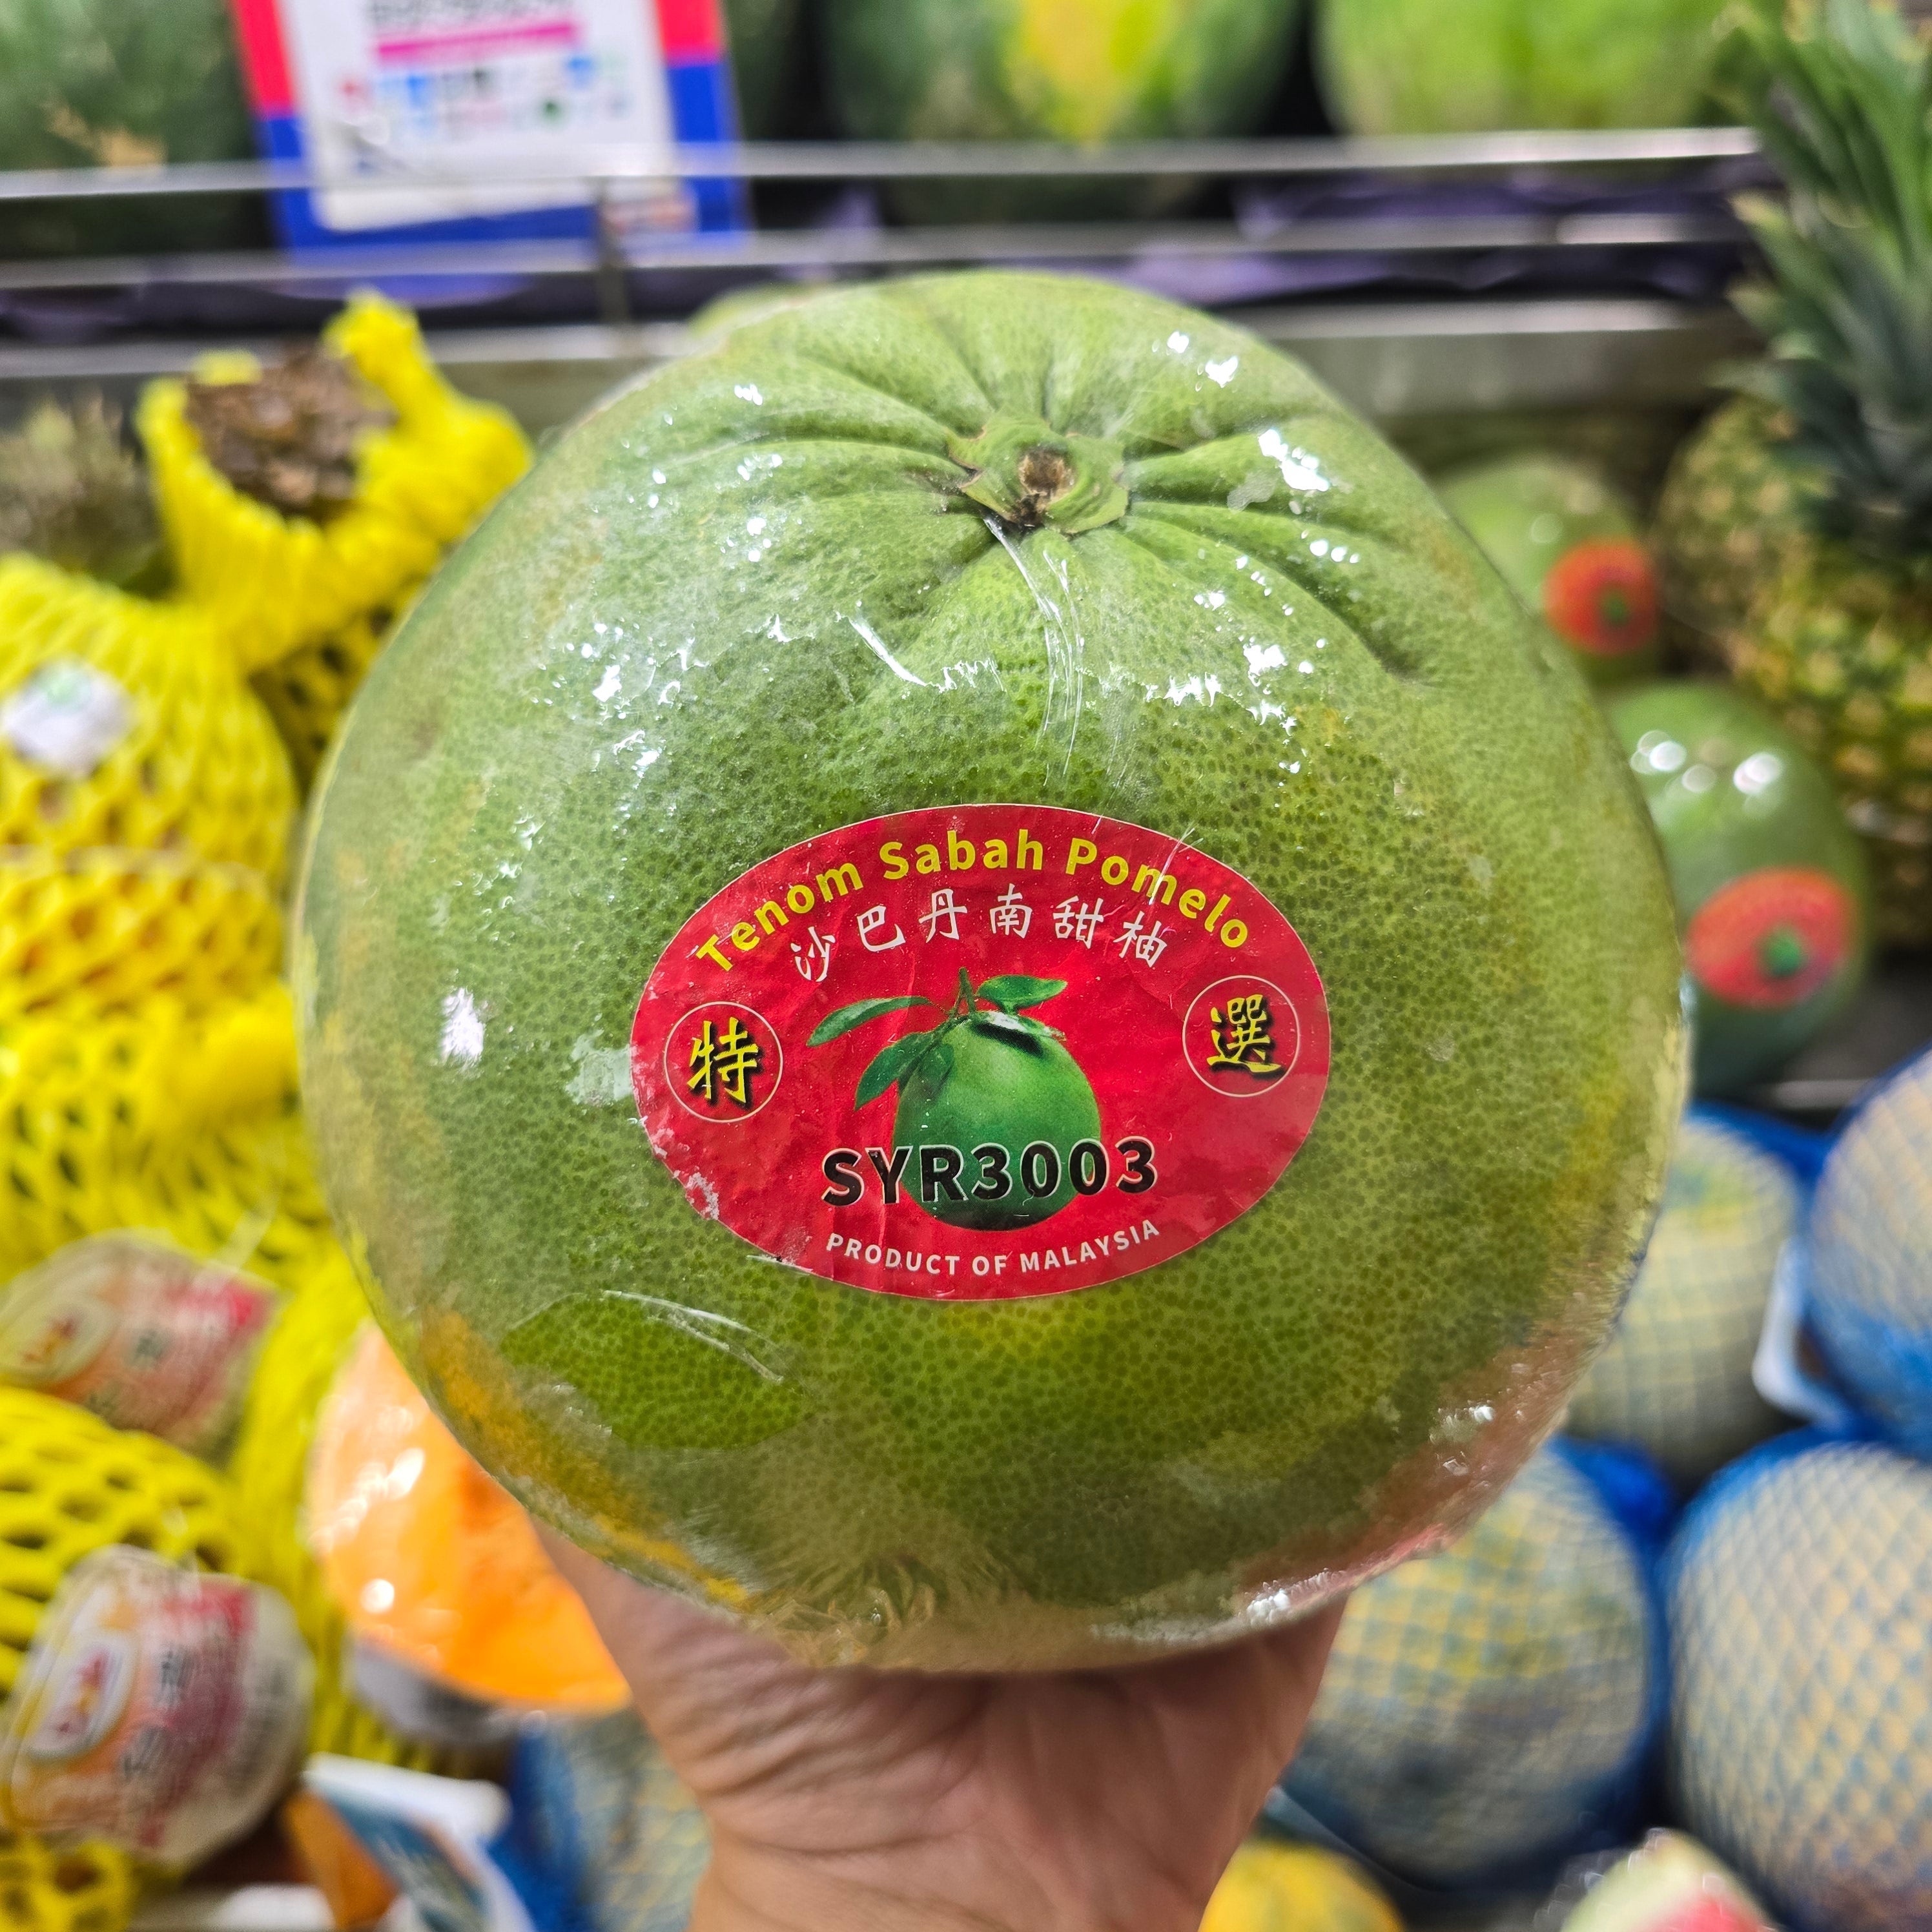 Tenom Sabah Pomelo
沙巴丹南甜柚
特 選
SYR3003
PRODUCT OF MALAYSIA